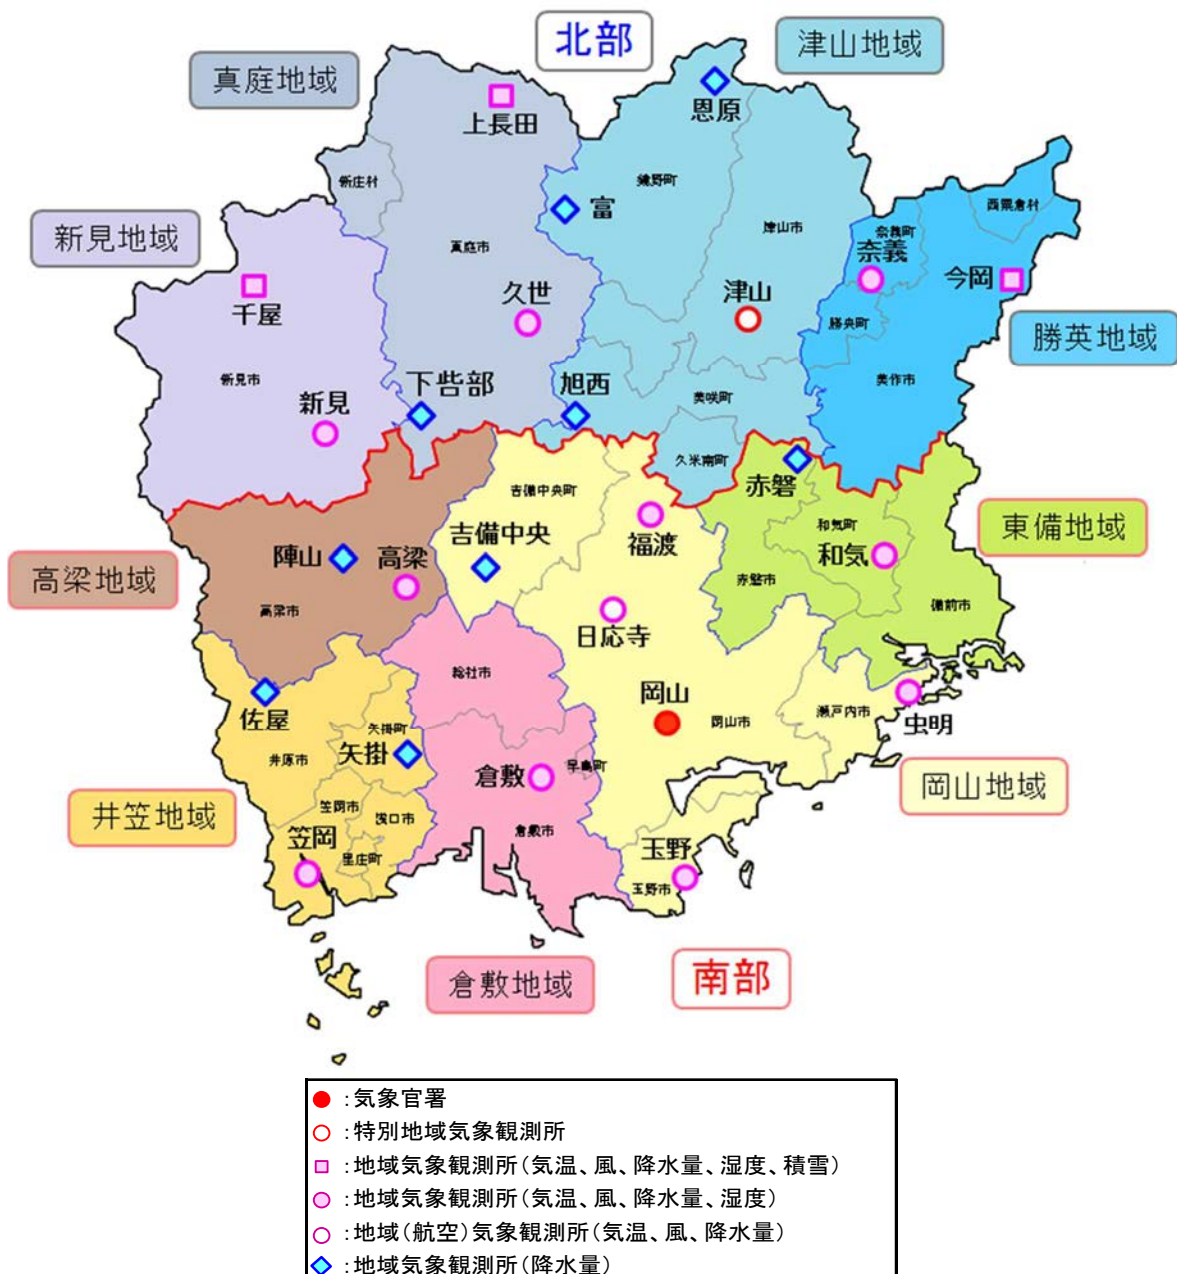 北部
津山地域
真庭地域
恩原
上長田
鏡野町
新庄村
西粟倉村
富
津山市
奈義町
新見地域
真庭市
奈義
今岡
千屋
久世
津山
勝央町
勝英地域
新見市
下呰部
旭西
美咲町
美作市
新見
久米南町
赤磐
吉備中央町
和気町
東備地域
陣山
高梁
吉備中央
福渡
和気
高梁地域
赤磐市
高梁市
備前市
日応寺
総社市
岡山
佐屋
矢掛町
岡山市
瀬戸内市
虫明
井原市
矢掛
倉敷
早島町
岡山地域
井笠地域
笠岡市
浅口市
笠岡
里庄町
倉敷市
玉野
玉野市
倉敷地域
南部
:気象官署
:特別地域気象観測所
:地域気象観測所(気温、風、降水量、湿度、積雪)
:地域気象観測所(気温、風、降水量、湿度)
:地域(航空)気象観測所(気温、風、降水量)
:地域気象観測所(降水量)